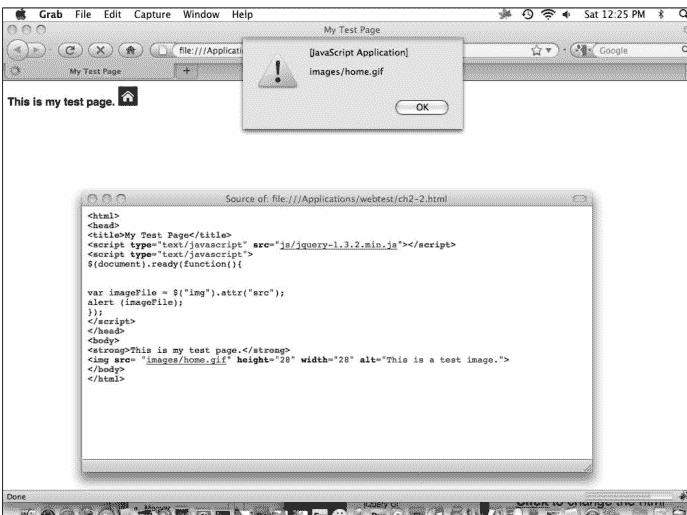 Grab File Edit Capture Window Help Sat 12:25 PM
My Test Page
file:///Applicati
Google
My Test Page +
[JavaScript Application]
images/home.gif
OK
This is my test page.
Source of: file:///Applications/webtest/ch2-2.html
<html>
<head>
<title>My Test Page</title>
<script type="text/javascript" src="js/jquery-1.3.2.min.js"></script>
<script type="text/javascript">
$(document).ready(function(){
var imageFile = $("img").attr("src");
alert (imageFile);
});
</script>
</head>
<body>
<strong>This is my test page.</strong>
<img src= "images/home.gif" height="28" width="28" alt="This is a test image.">
</body>
</html>
Done